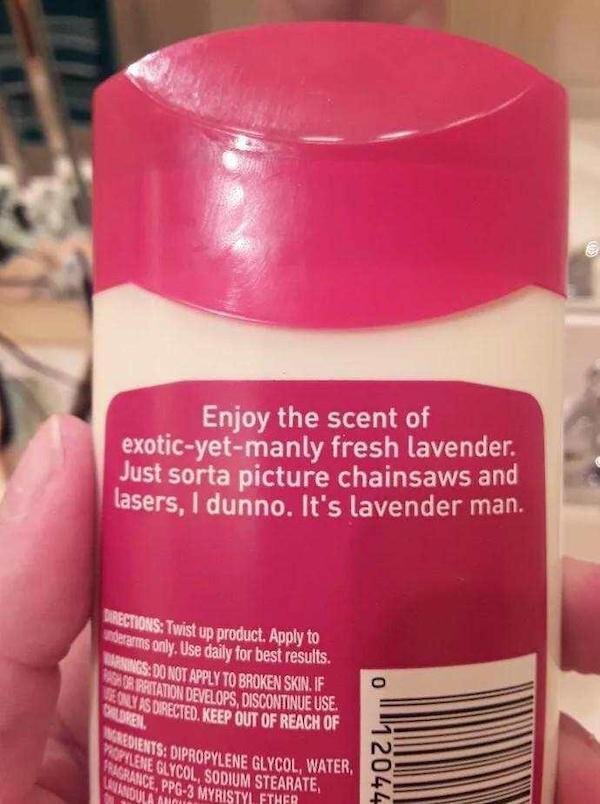 Enjoy the scent of
exotic-yet-manly fresh lavender.
Just sorta picture chainsaws and
lasers, I dunno. It's lavender man.
DIRECTIONS: Twist up product. Apply to
underarms only. Use daily for best results.
WARNINGS: DO NOT APPLY TO BROKEN SKIN. IF
RASH OR IRRITATION DEVELOPS, DISCONTINUE USE.
USE ONLY AS DIRECTED. KEEP OUT OF REACH OF
CHILDREN.
INGREDIENTS: DIPROPYLENE GLYCOL, WATER,
PROPYLENE GLYCOL, SODIUM STEARATE,
FRAGRANCE, PPG-3 MYRISTYL ETHER
LAVANDULA
0 12044